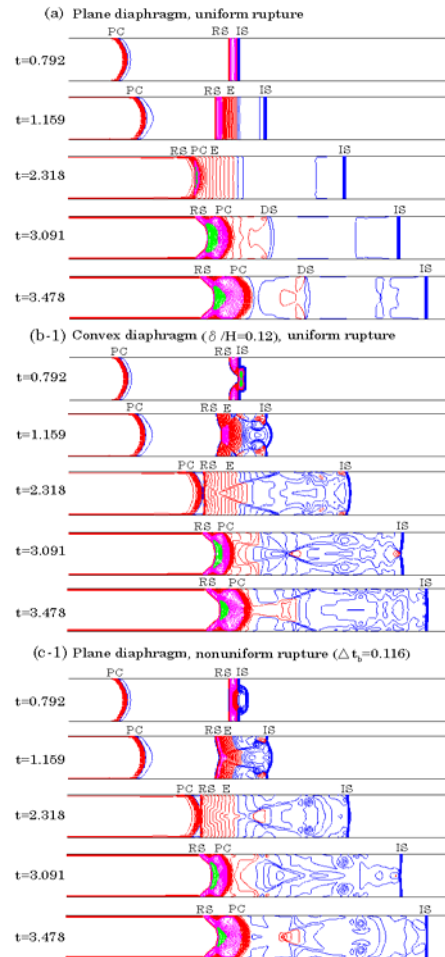 (a) Plane diaphragm, uniform rupture
PC RS IS
t=0.792
PC RS E IS
t=1.159
RS PC E IS
t=2.318
RS PC DS IS
t=3.091
RS PC DS IS
t=3.478
(b-1) Convex diaphragm (δ/H=0.12), uniform rupture
PC RS IS
t=0.792
PC RS E IS
t=1.159
PC RS E IS
t=2.318
RS PC IS
t=3.091
RS PC IS
t=3.478
(c-1) Plane diaphragm, nonuniform rupture (△t_b=0.116)
PC RS IS
t=0.792
PC RS E IS
t=1.159
PC RS E IS
t=2.318
RS PC IS
t=3.091
RS PC IS
t=3.478